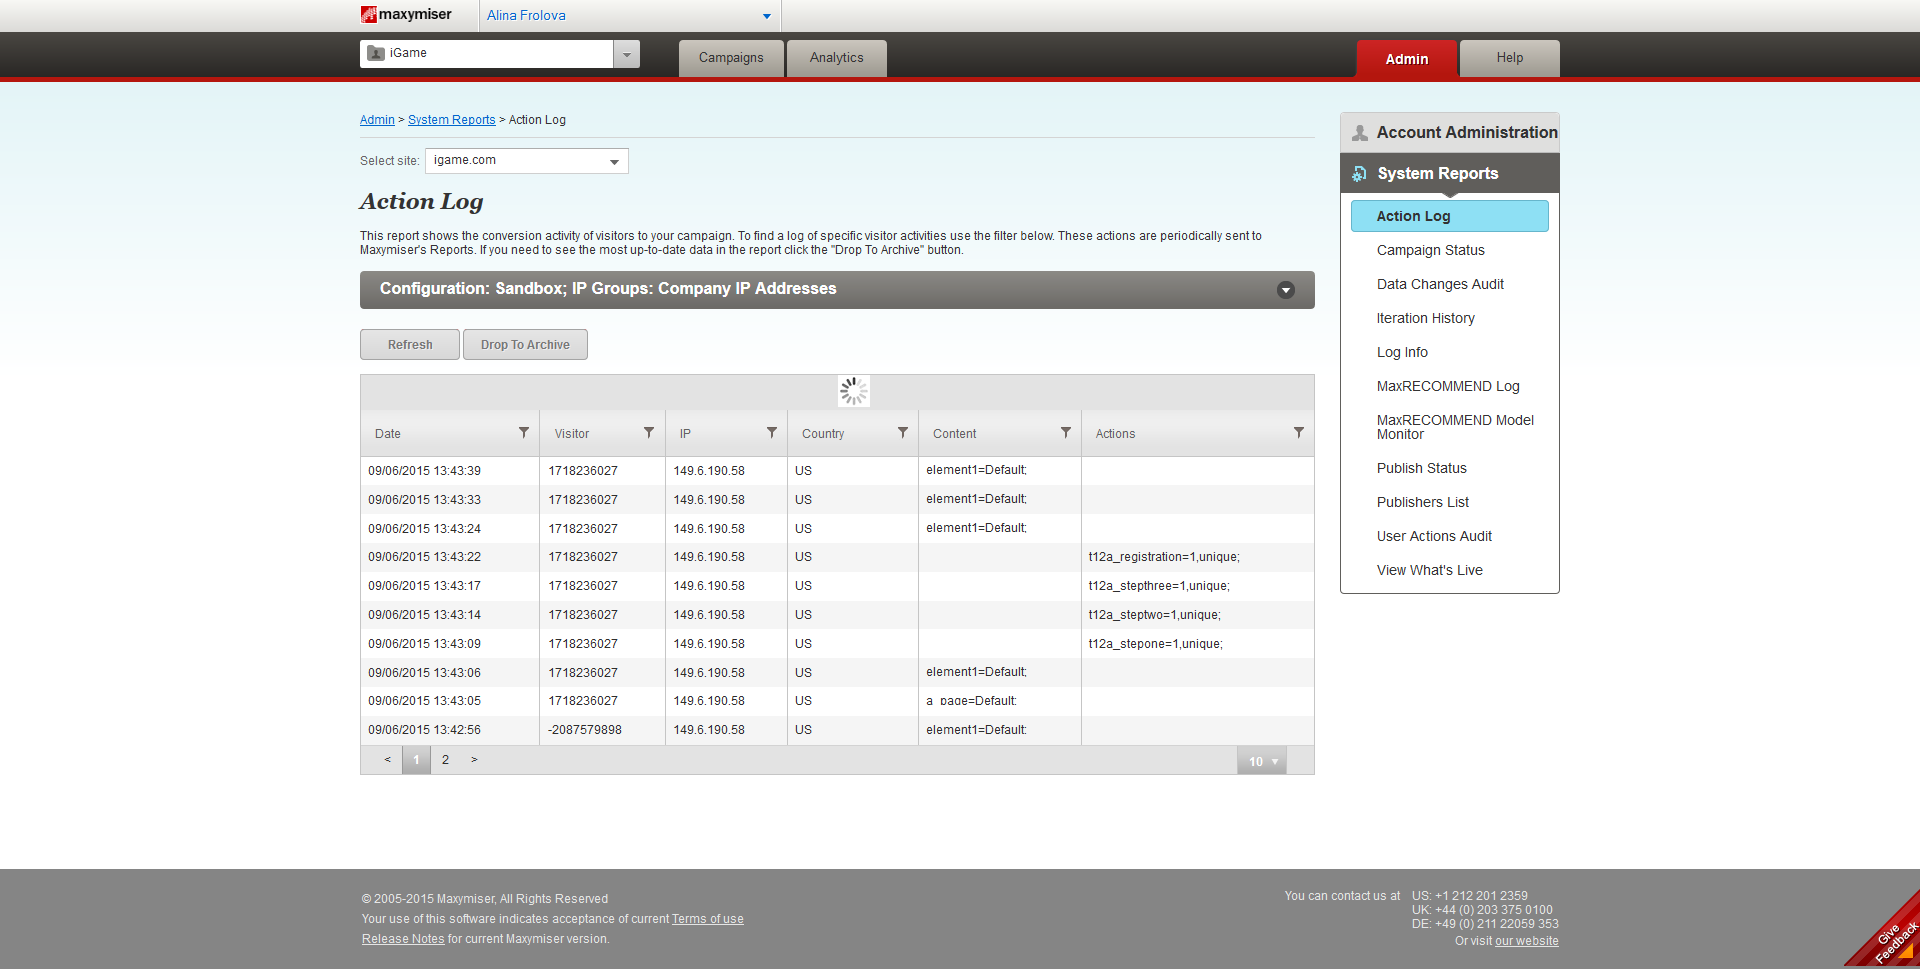 maxymiser
Alina Frolova
iGame
Campaigns
Analytics
Admin
Help
Admin > System Reports > Action Log
Select site: igame.com
Action Log
This report shows the conversion activity of visitors to your campaign. To find a log of specific visitor activities use the filter below. These actions are periodically sent to
Maxymiser's Reports. If you need to see the most up-to-date data in the report click the "Drop To Archive" button.
Configuration: Sandbox; IP Groups: Company IP Addresses
Refresh
Drop To Archive
Date Visitor IP Country Content Actions
09/06/2015 13:43:39 1718236027 149.6.190.58 US element1=Default;
09/06/2015 13:43:33 1718236027 149.6.190.58 US element1=Default;
09/06/2015 13:43:24 1718236027 149.6.190.58 US element1=Default;
09/06/2015 13:43:22 1718236027 149.6.190.58 US t12a_registration=1,unique;
09/06/2015 13:43:17 1718236027 149.6.190.58 US t12a_stepthree=1,unique;
09/06/2015 13:43:14 1718236027 149.6.190.58 US t12a_steptwo=1,unique;
09/06/2015 13:43:09 1718236027 149.6.190.58 US t12a_stepone=1,unique;
09/06/2015 13:43:06 1718236027 149.6.190.58 US element1=Default;
09/06/2015 13:43:05 1718236027 149.6.190.58 US a_page=Default;
09/06/2015 13:42:56 -2087579898 149.6.190.58 US element1=Default;
< 1 2 > 10
Account Administration
System Reports
Action Log
Campaign Status
Data Changes Audit
Iteration History
Log Info
MaxRECOMMEND Log
MaxRECOMMEND Model
Monitor
Publish Status
Publishers List
User Actions Audit
View What's Live
© 2005-2015 Maxymiser, All Rights Reserved
Your use of this software indicates acceptance of current Terms of use
Release Notes for current Maxymiser version.
You can contact us at US: +1 212 201 2359
UK: +44 (0) 203 375 0100
DE: +49 (0) 211 22059 353
Or visit our website
Give
Feedback